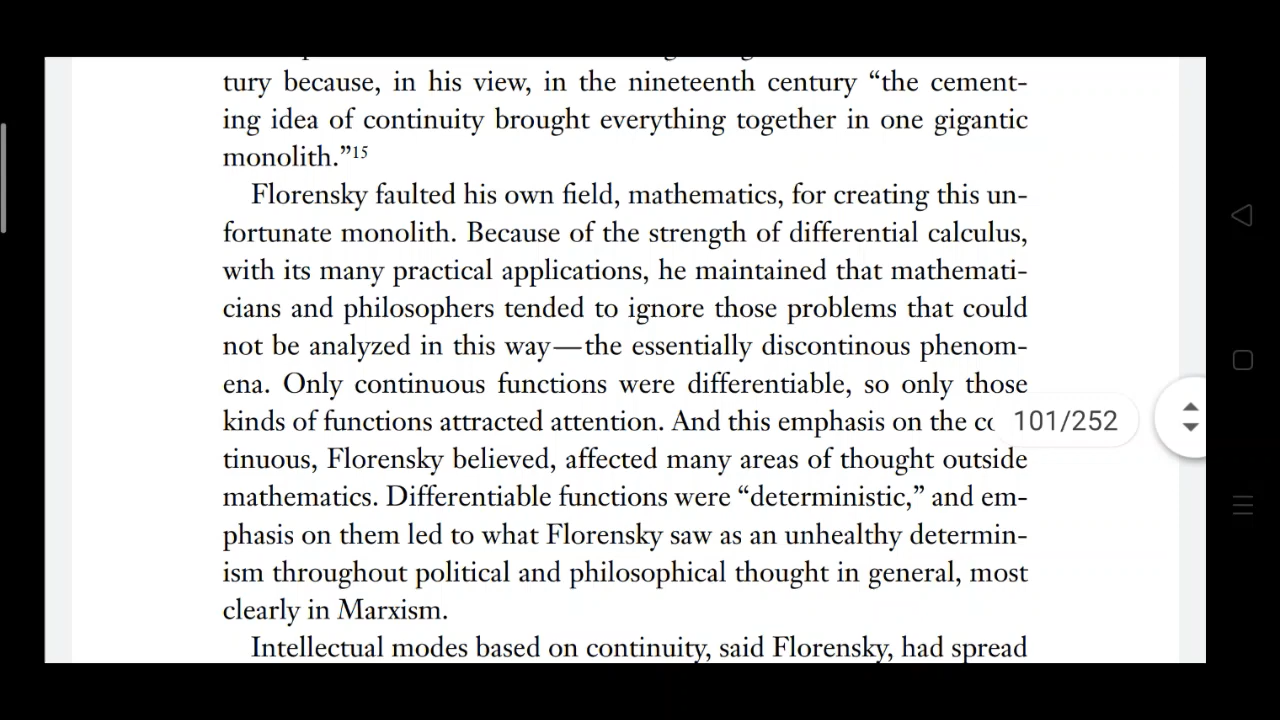 tury because, in his view, in the nineteenth century “the cement-
ing idea of continuity brought everything together in one gigantic
monolith.”15
Florensky faulted his own field, mathematics, for creating this un-
fortunate monolith. Because of the strength of differential calculus,
with its many practical applications, he maintained that mathemati-
cians and philosophers tended to ignore those problems that could
not be analyzed in this way—the essentially discontinous phenom-
ena. Only continuous functions were differentiable, so only those
kinds of functions attracted attention. And this emphasis on the
101/252
tinuous, Florensky believed, affected many areas of thought outside
mathematics. Differentiable functions were “deterministic,” and em-
phasis on them led to what Florensky saw as an unhealthy determin-
ism throughout political and philosophical thought in general, most
clearly in Marxism.
Intellectual modes based on continuity, said Florensky, had spread